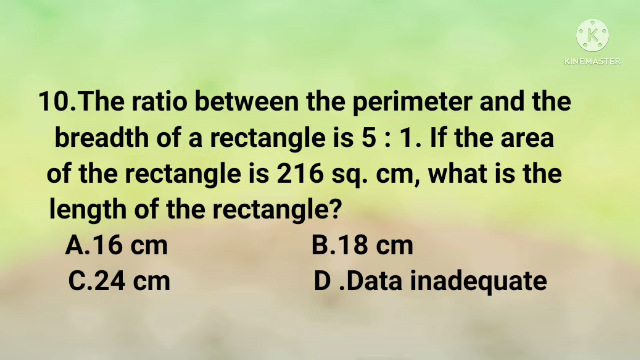 KINEMASTER
10.The ratio between the perimeter and the
breadth of a rectangle is 5 : 1. If the area
of the rectangle is 216 sq. cm, what is the
length of the rectangle?
A.16 cm B.18 cm
C.24 cm D .Data inadequate